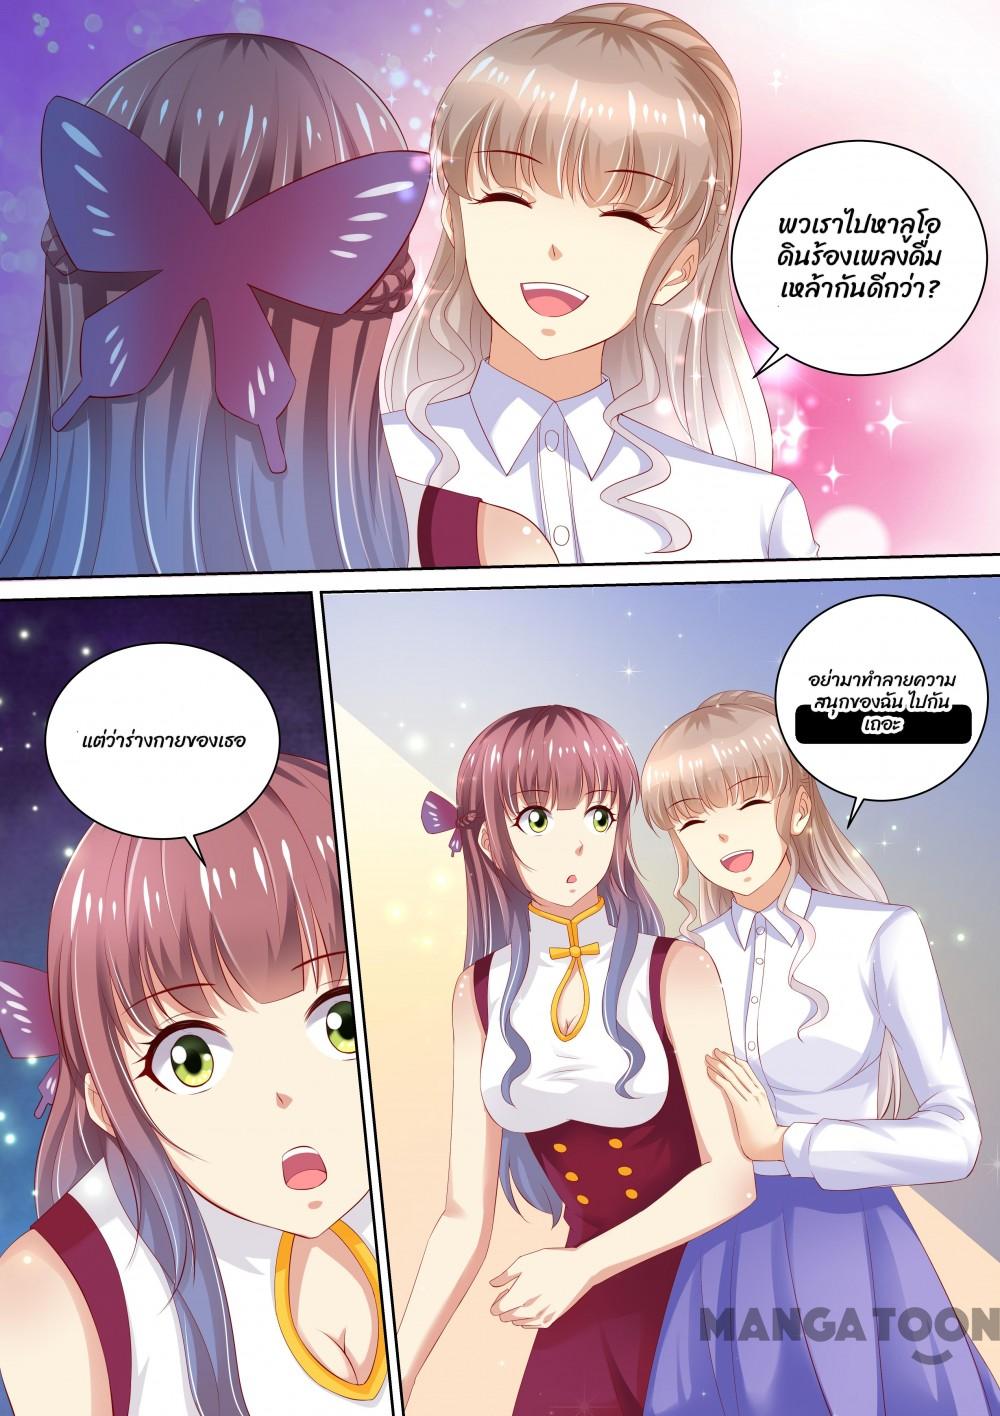 พวเราไปหาลูโอ
ดินร้องเพลงดื่ม
เหล้ากันดีกว่า?
แต่ว่าร่างกายของเธอ
อย่ามาทำลายความ
สนุกของฉัน ไปกัน
เถอะ
MANGATOON